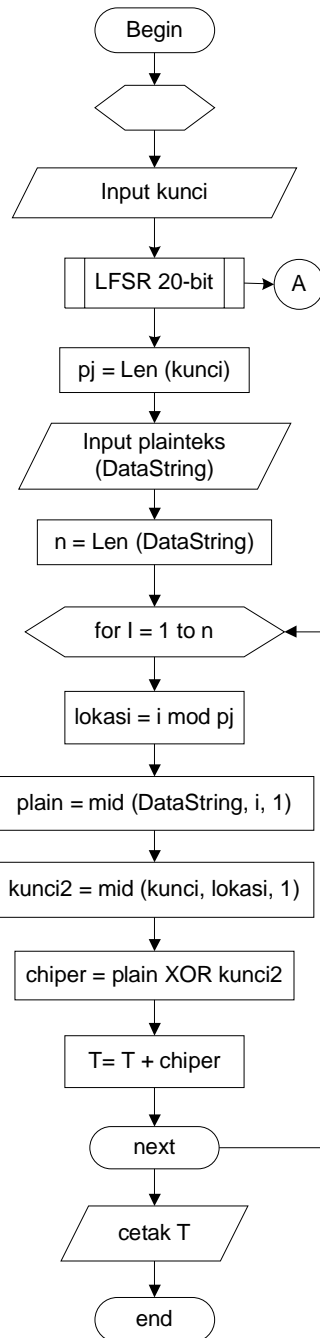 Begin
Input kunci
LFSR 20-bit
A
pj = Len (kunci)
Input plainteks
(DataString)
n = Len (DataString)
for I = 1 to n
lokasi = i mod pj
plain = mid (DataString, i, 1)
kunci2 = mid (kunci, lokasi, 1)
chiper = plain XOR kunci2
T= T + chiper
next
cetak T
end